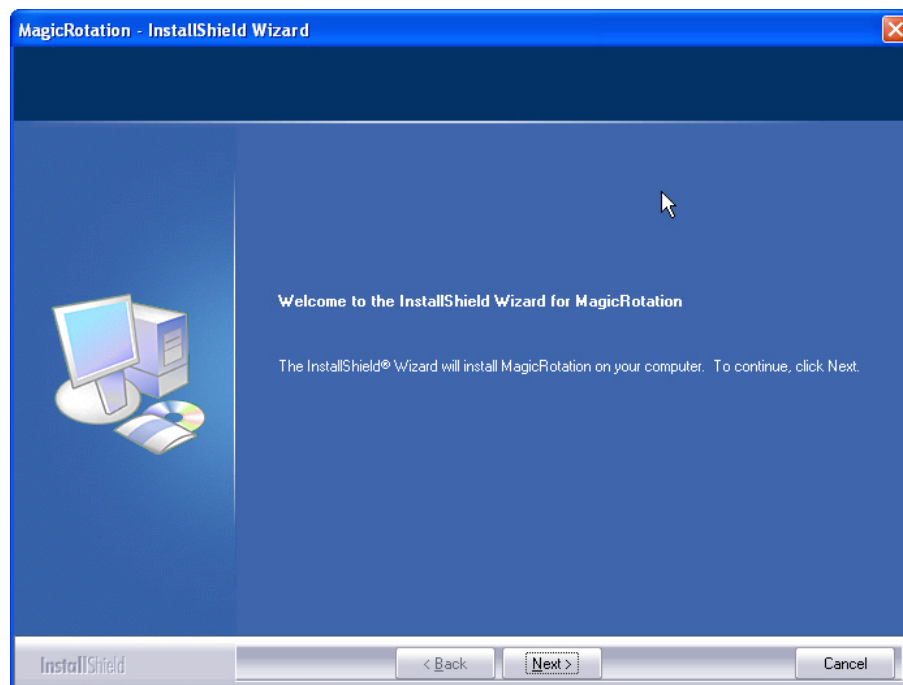 MagicRotation - InstallShield Wizard
Welcome to the InstallShield Wizard for MagicRotation
The InstallShield® Wizard will install MagicRotation on your computer. To continue, click Next.
InstallShield
< Back
Next >
Cancel